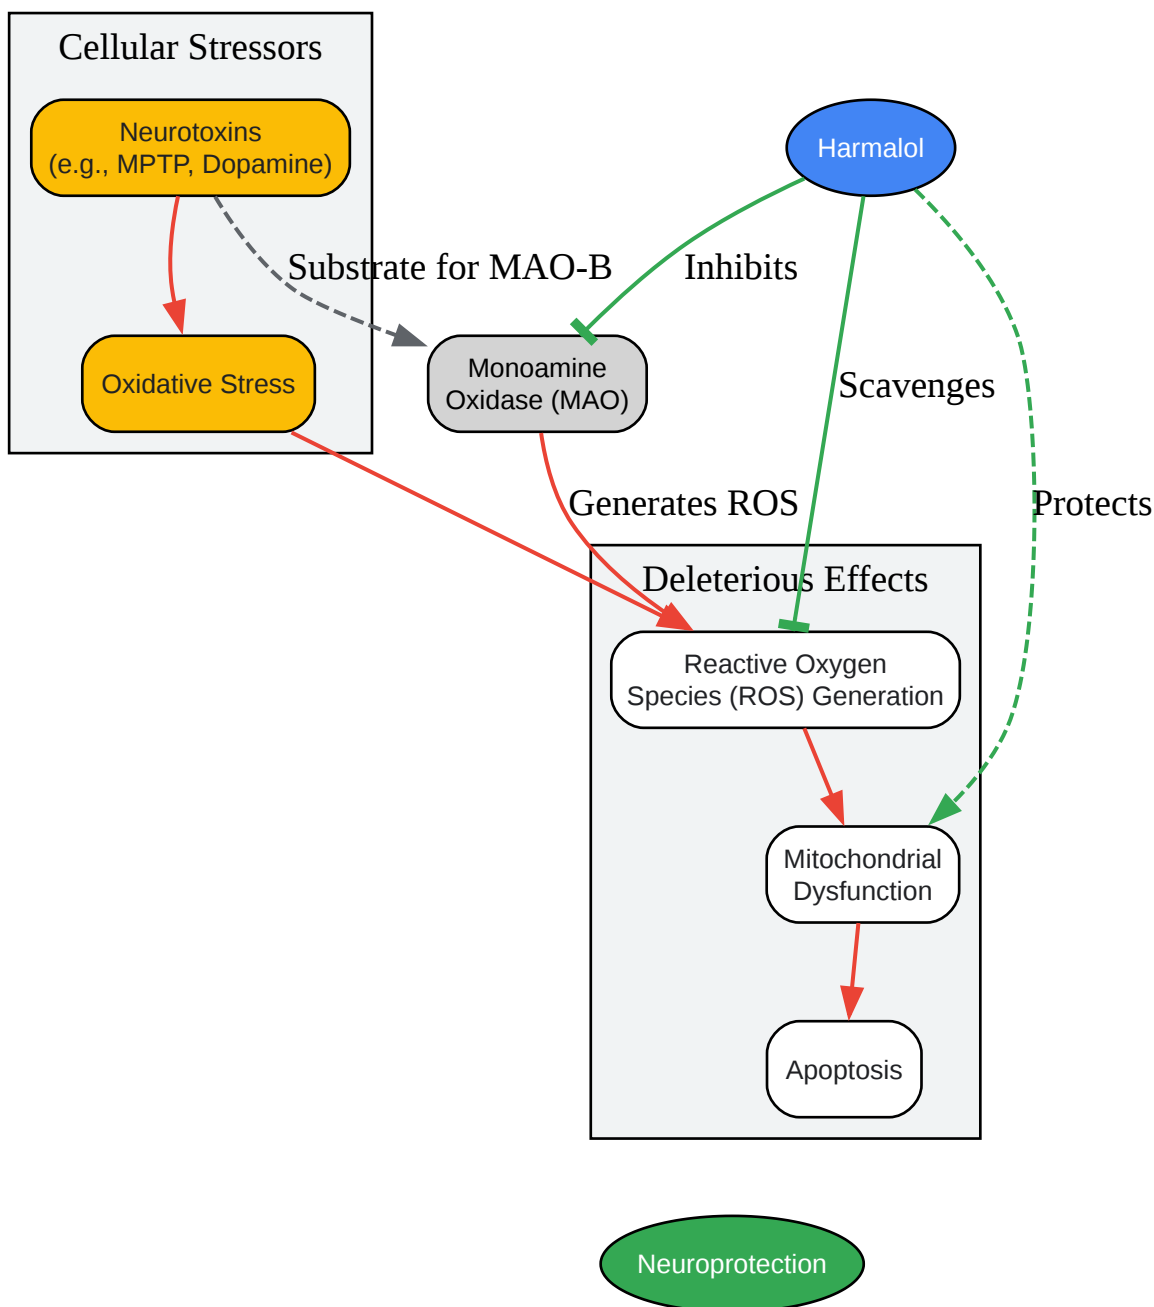 Cellular Stressors
Neurotoxins
(e.g., MPTP, Dopamine)
Harmalol
Substrate for MAO-B
Inhibits
Oxidative Stress
Monoamine
Oxidase (MAO)
Scavenges
Generates ROS
Protects
Deleterious Effects
Reactive Oxygen
Species (ROS) Generation
Mitochondrial
Dysfunction
Apoptosis
Neuroprotection